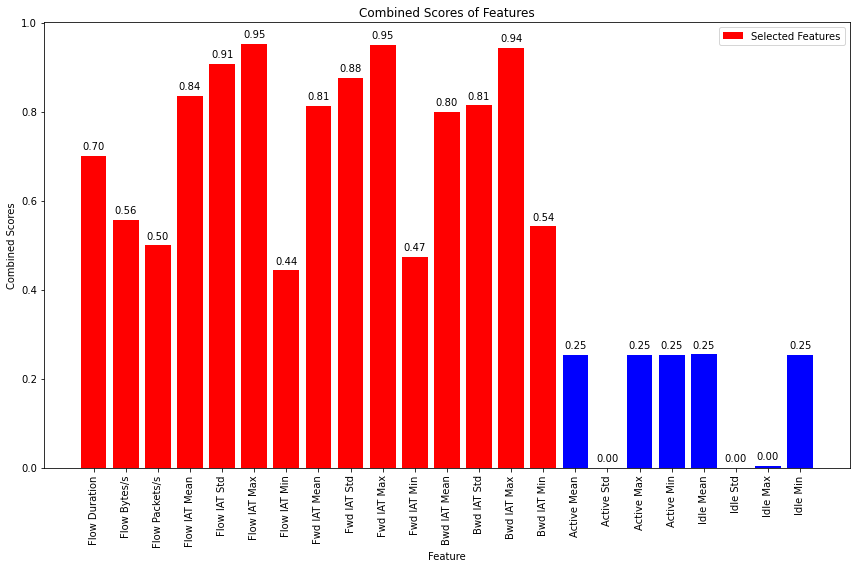 Combined Scores of Features
Selected Features
Combined Scores
1.0
0.8
0.6
0.4
0.2
0.0
0.70
0.56
0.50
0.84
0.91
0.95
0.44
0.81
0.88
0.95
0.47
0.80
0.81
0.94
0.54
0.25
0.00
0.25
0.25
0.25
0.00
0.00
0.25
Flow Duration
Flow Bytes/s
Flow Packets/s
Flow IAT Mean
Flow IAT Std
Flow IAT Max
Flow IAT Min
Fwd IAT Mean
Fwd IAT Std
Fwd IAT Max
Fwd IAT Min
Bwd IAT Mean
Bwd IAT Std
Bwd IAT Max
Bwd IAT Min
Active Mean
Active Std
Active Max
Active Min
Idle Mean
Idle Std
Idle Max
Idle Min
Feature